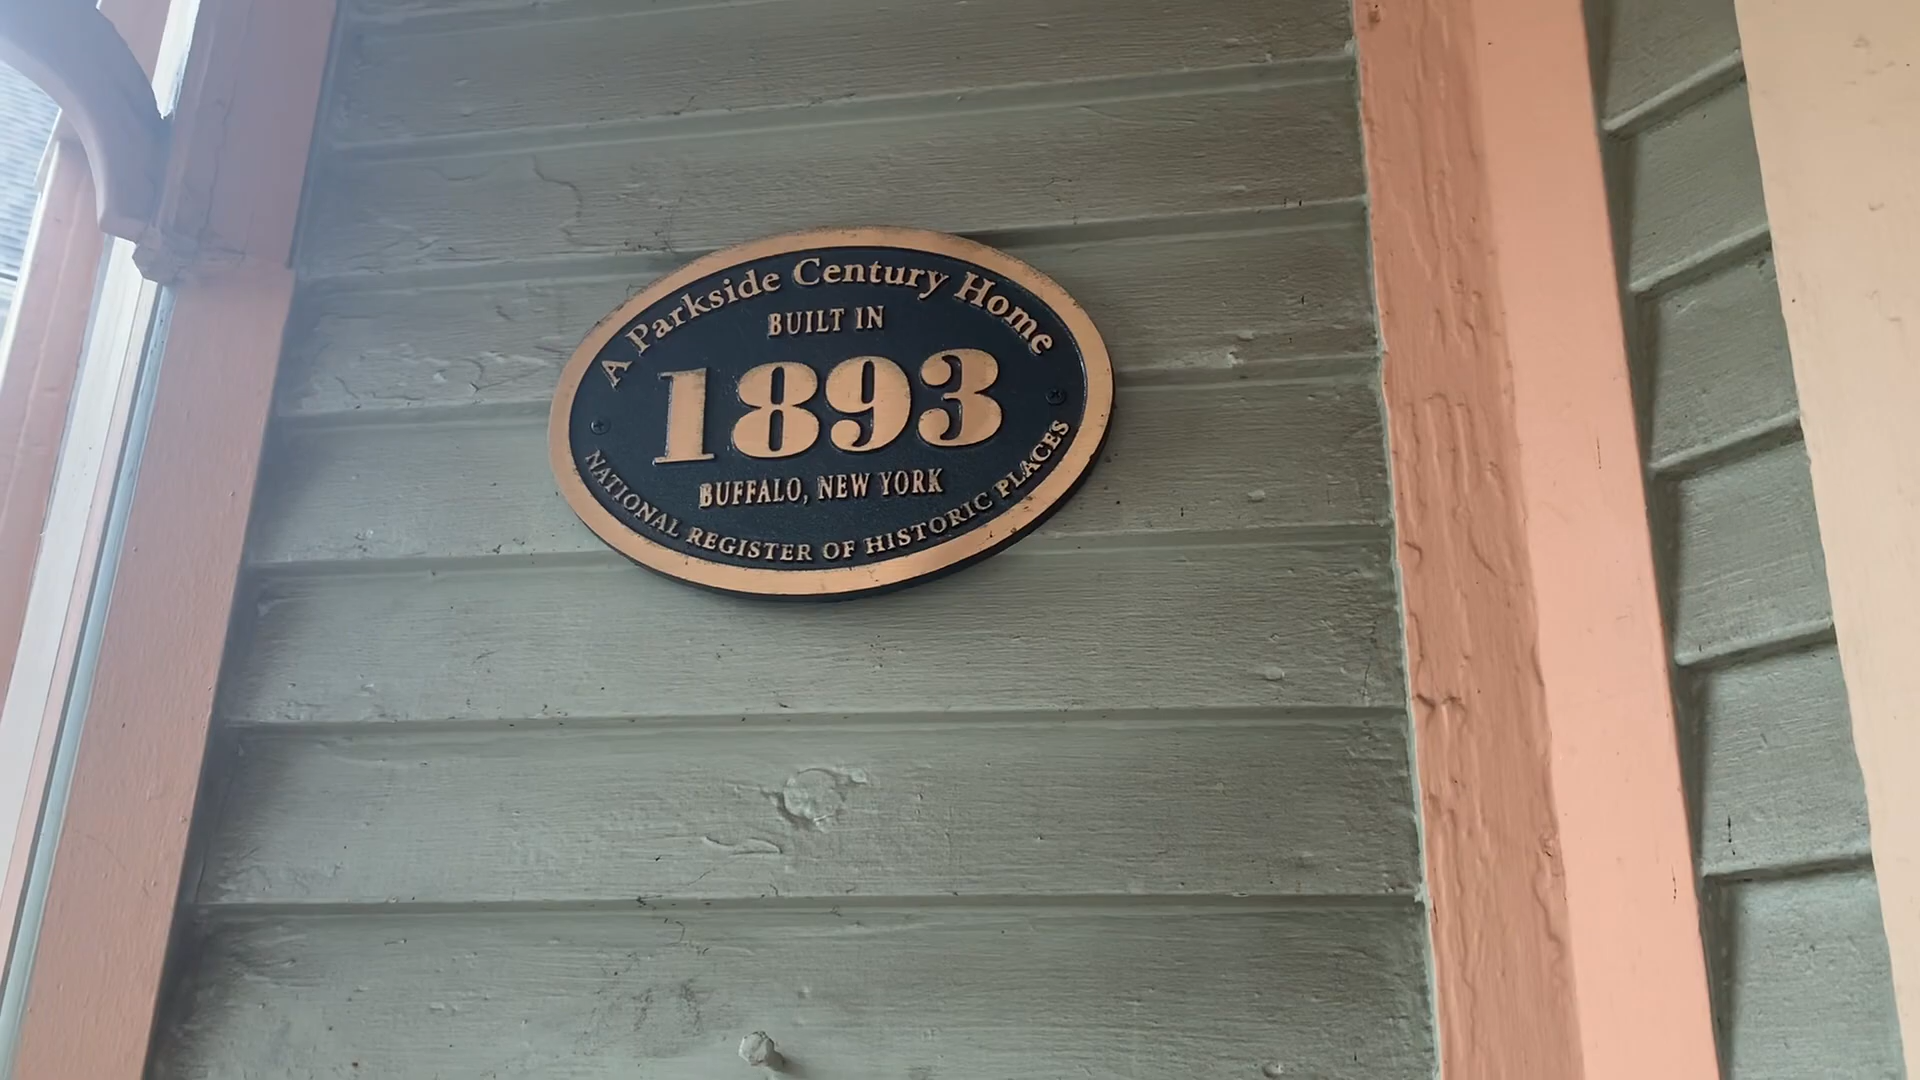 A Parkside Century Home
BUILT IN
1893
BUFFALO, NEW YORK
NATIONAL REGISTER OF HISTORIC PLACES